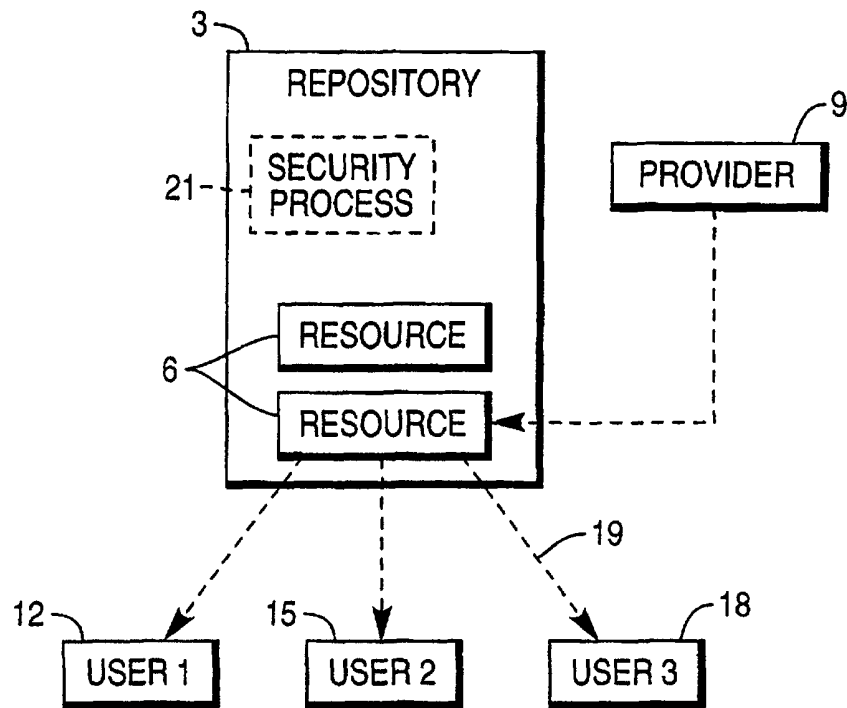 3
REPOSITORY
9
SECURITY
PROCESS
21
PROVIDER
RESOURCE
6
RESOURCE
19
12
15
18
USER 1
USER 2
USER 3